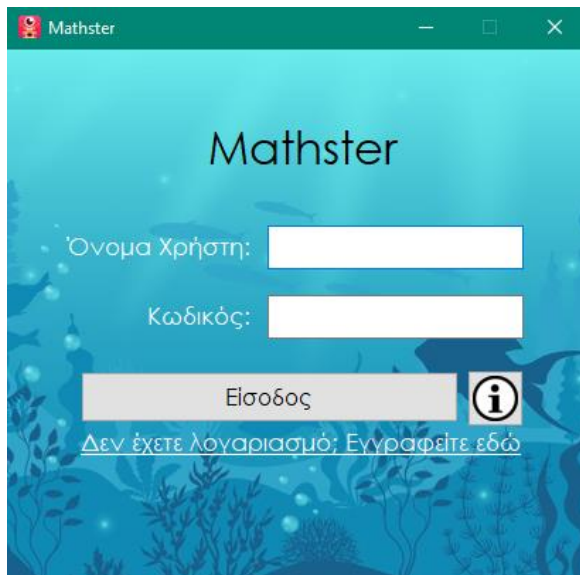 Mathster
Mathster
Όνομα Χρήστη:
Κωδικός:
Είσοδος
Δεν έχετε λογαριασμό; Εγγραφείτε εδώ